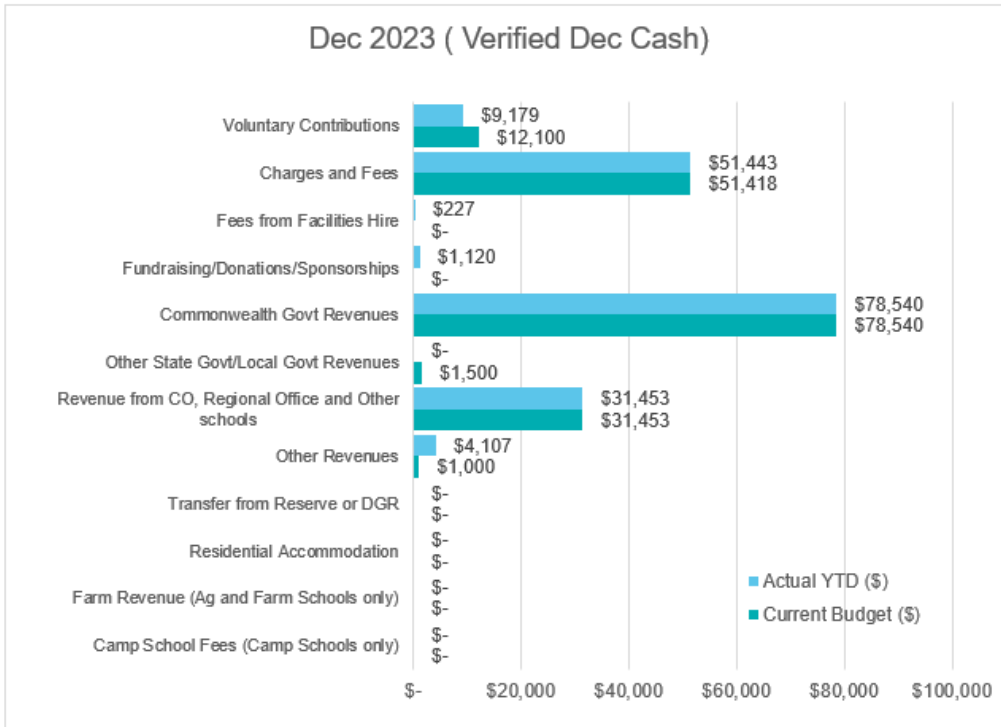 Dec 2023 ( Verified Dec Cash)
Voluntary Contributions
$9,179
$12,100
Charges and Fees
$51,443
$51,418
Fees from Facilities Hire
$227
$-
Fundraising/Donations/Sponsorships
$1,120
$-
Commonwealth Govt Revenues
$78,540
$78,540
Other State Govt/Local Govt Revenues
$-
$1,500
Revenue from CO, Regional Office and Other
schools
$31,453
$31,453
Other Revenues
$4,107
$1,000
Transfer from Reserve or DGR
$-
$-
Residential Accommodation
$-
$-
Farm Revenue (Ag and Farm Schools only)
$-
$-
Camp School Fees (Camp Schools only)
$-
$-
Actual YTD ($)
Current Budget ($)
$- $20,000 $40,000 $60,000 $80,000 $100,000